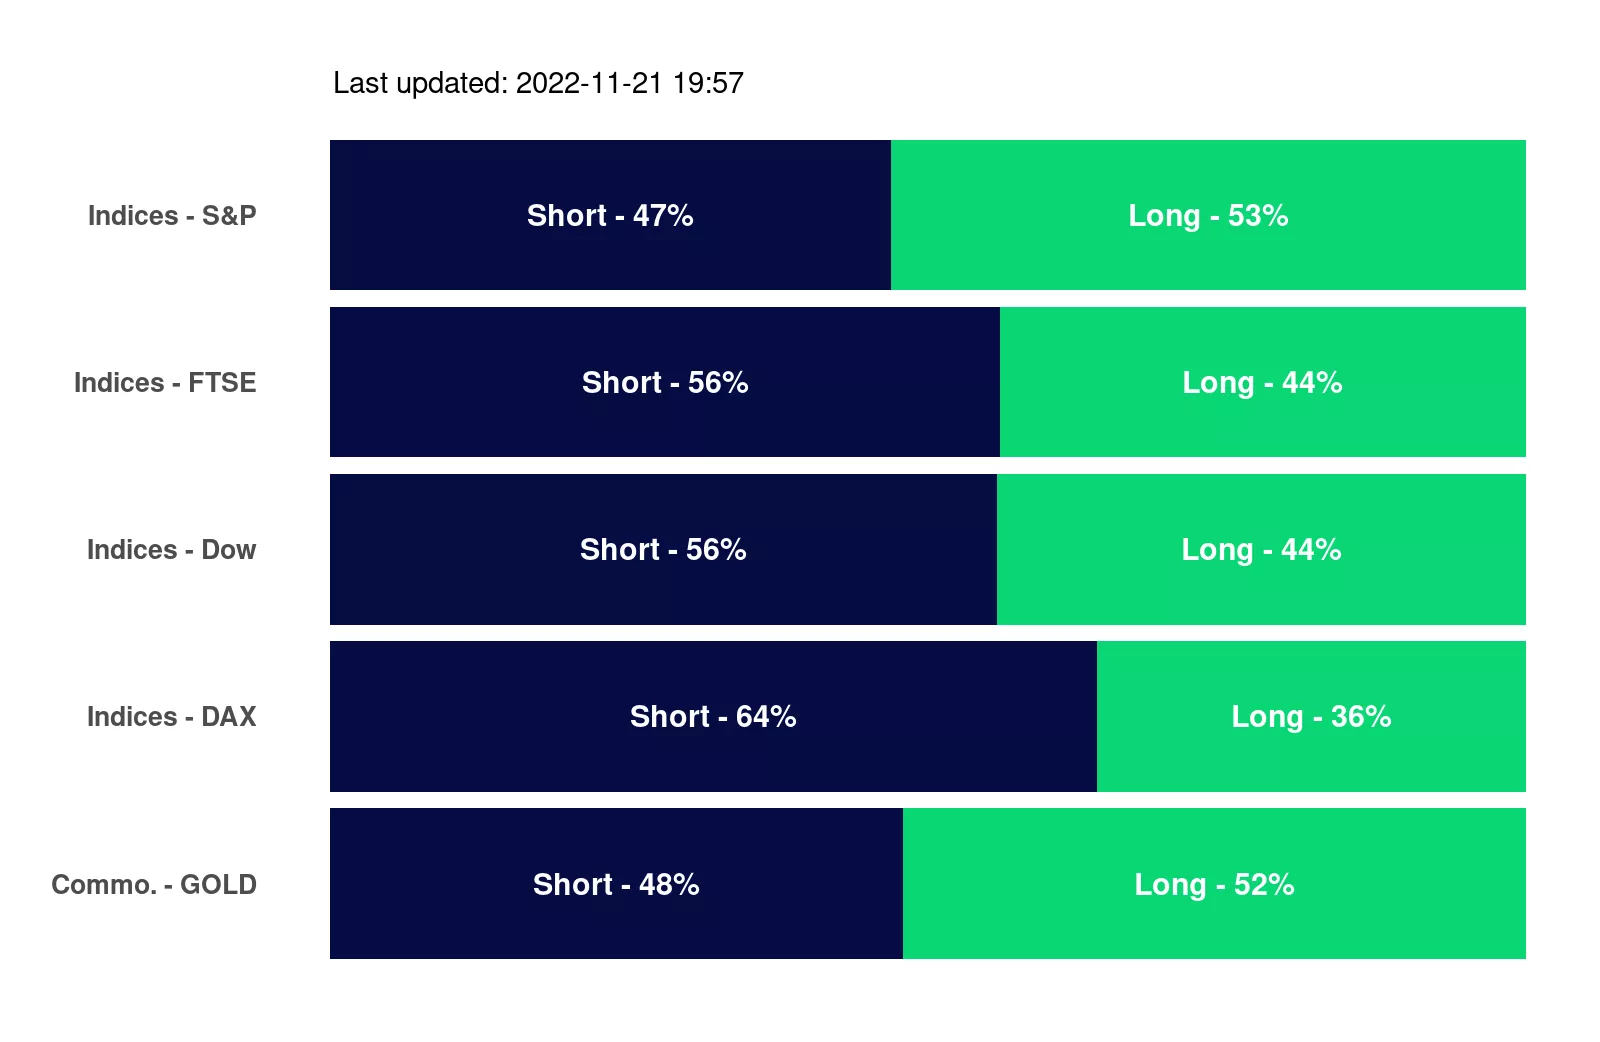 Last updated: 2022-11-21 19:57
Indices - S&P Short - 47% Long - 53%
Indices - FTSE Short - 56% Long - 44%
Indices - Dow Short - 56% Long - 44%
Indices - DAX Short - 64% Long - 36%
Commo. - GOLD Short - 48% Long - 52%